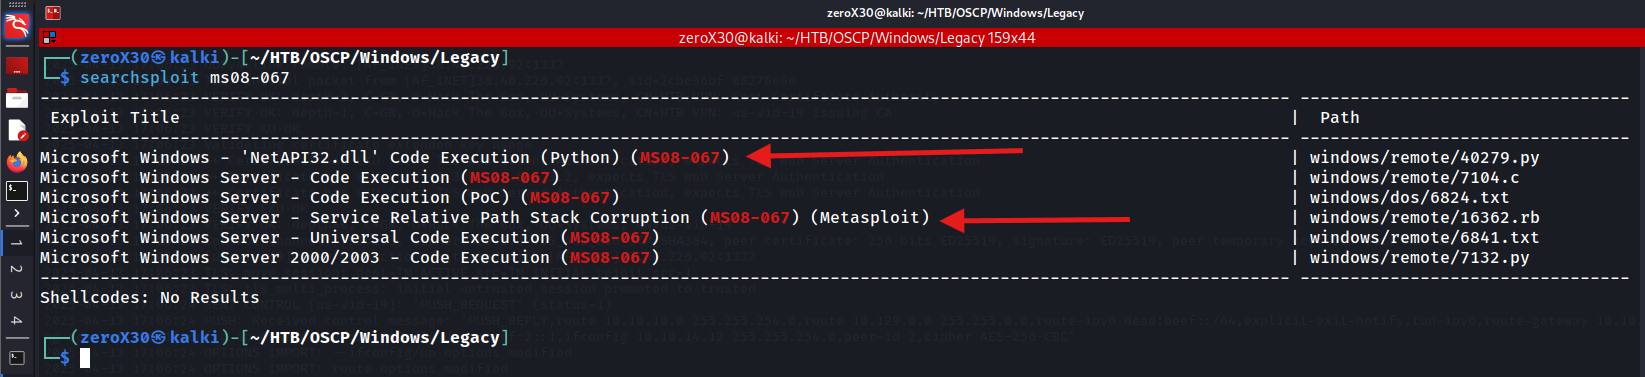 zeroX30@kalki: ~/HTB/OSCP/Windows/Legacy
zeroX30@kalki: ~/HTB/OSCP/Windows/Legacy 159x44
(zeroX30㉿kalki)-[~/HTB/OSCP/Windows/Legacy]
$ searchsploit ms08-067
Exploit Title | Path
Microsoft Windows - 'NetAPI32.dll' Code Execution (Python) (MS08-067) | windows/remote/40279.py
Microsoft Windows Server - Code Execution (MS08-067) | windows/remote/7104.c
Microsoft Windows Server - Code Execution (PoC) (MS08-067) | windows/dos/6824.txt
Microsoft Windows Server - Service Relative Path Stack Corruption (MS08-067) (Metasploit) | windows/remote/16362.rb
Microsoft Windows Server - Universal Code Execution (MS08-067) | windows/remote/6841.txt
Microsoft Windows Server 2000/2003 - Code Execution (MS08-067) | windows/remote/7132.py
Shellcodes: No Results
(zeroX30㉿kalki)-[~/HTB/OSCP/Windows/Legacy]
$
1
2
3
4